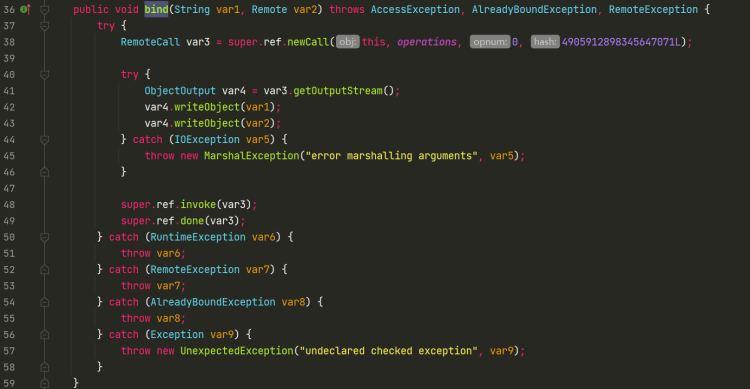 36 public void bind(String var1, Remote var2) throws AccessException, AlreadyBoundException, RemoteException {
37 try {
38 RemoteCall var3 = super.ref.newCall( obj: this, operations, opnum: 0, hash: 4905912898345647071L);
39
40 try {
41 ObjectOutput var4 = var3.getOutputStream();
42 var4.writeObject(var1);
43 var4.writeObject(var2);
44 } catch (IOException var5) {
45 throw new MarshalException("error marshalling arguments", var5);
46 }
47
48 super.ref.invoke(var3);
49 super.ref.done(var3);
50 } catch (RuntimeException var6) {
51 throw var6;
52 } catch (RemoteException var7) {
53 throw var7;
54 } catch (AlreadyBoundException var8) {
55 throw var8;
56 } catch (Exception var9) {
57 throw new UnexpectedException("undeclared checked exception", var9);
58 }
59 }